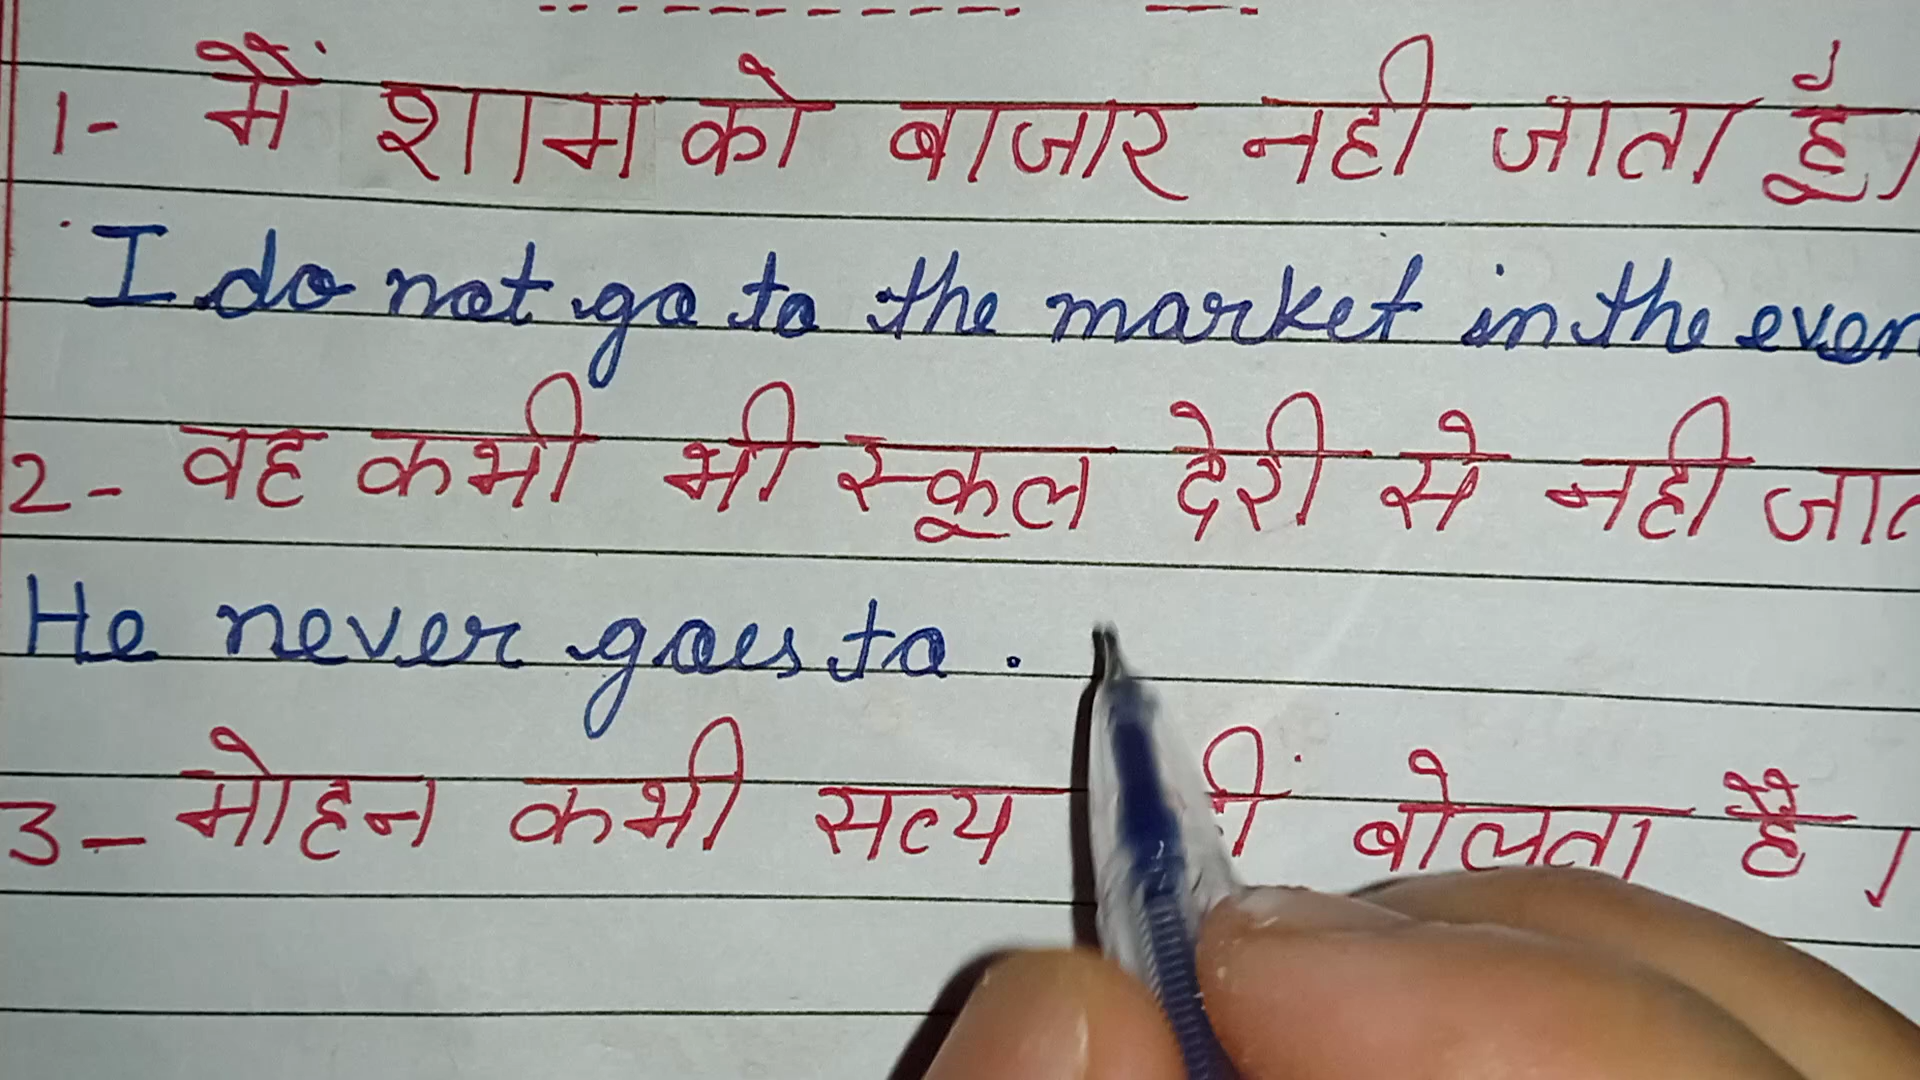 1- मैं शाम को बाजार नही जाता हूँ।
I do not go to the market in the even
2- वह कभी भी स्कूल देरी से नही जात
He never goes to .
3- मोहन कभी सत्य बोलता है।